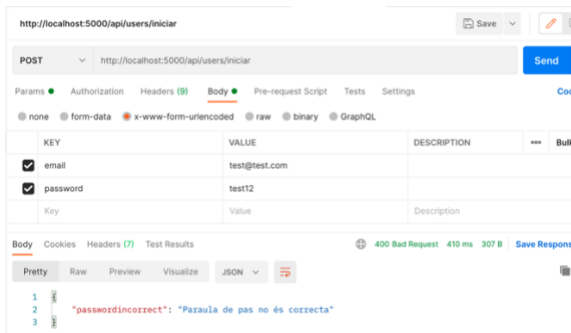 http://localhost:5000/api/users/iniciar Save
POST http://localhost:5000/api/users/iniciar Send
Params Authorization Headers (9) Body Pre-request Script Tests Settings
none form-data x-www-form-urlencoded raw binary GraphQL
KEY VALUE DESCRIPTION
email test@test.com
password test12
Key Value Description
Body Cookies Headers (7) Test Results 400 Bad Request 410 ms 307 B Save Respons
Pretty Raw Preview Visualize JSON
1 {
2 "passwordincorrect": "Paraula de pas no és correcta"
3 }